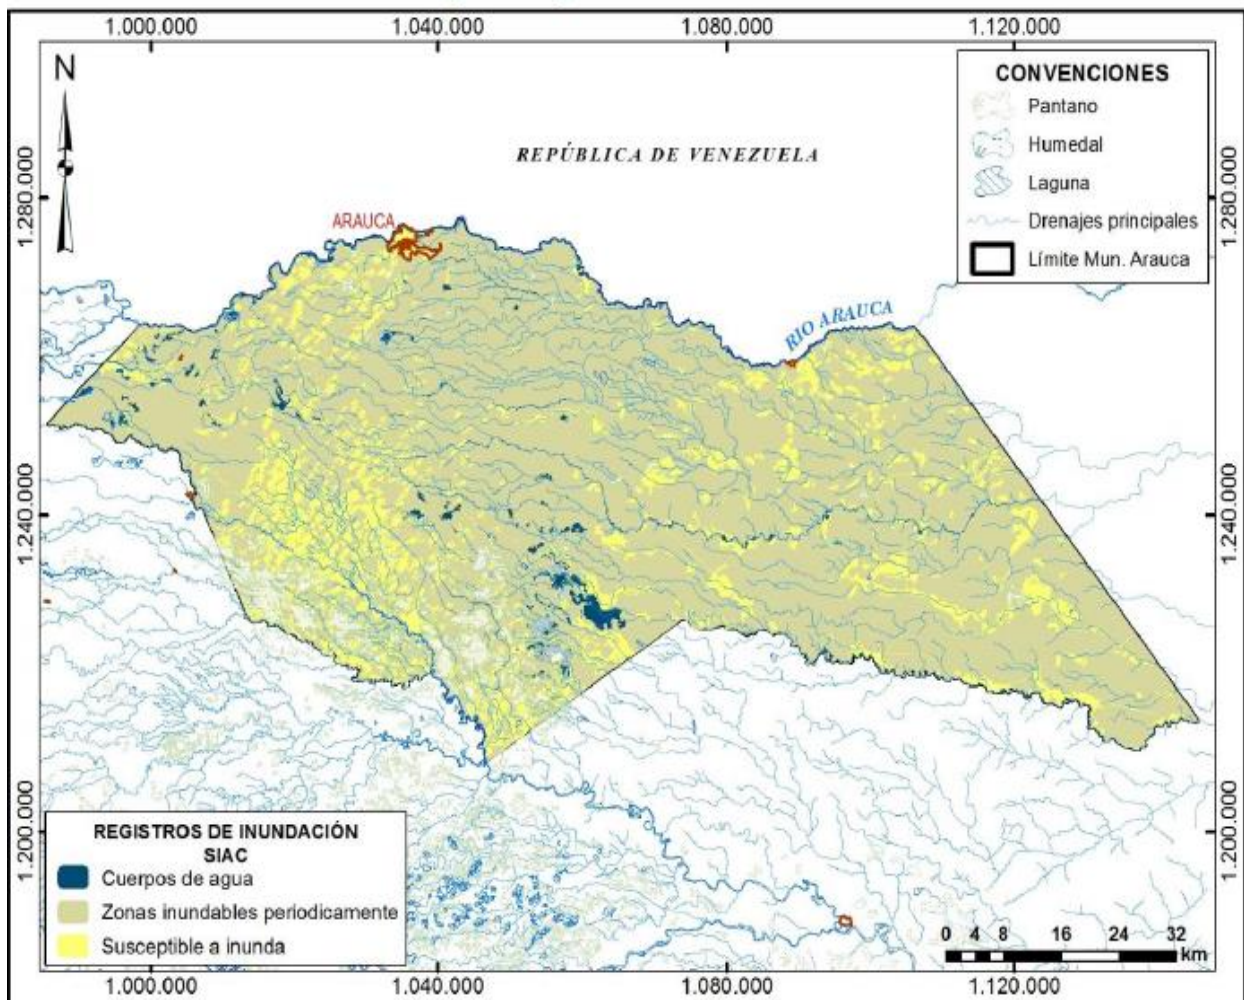 1.000.000 1.040.000 1.080.000 1.120.000
N
CONVENCIONES
Pantano
Humedal
Laguna
Drenajes principales
Límite Mun. Arauca
REPÚBLICA DE VENEZUELA
1.280.000 1.280.000
ARAUCA
RIO ARAUCA
1.240.000 1.240.000
1.200.000 1.200.000
REGISTROS DE INUNDACIÓN
SIAC
Cuerpos de agua
Zonas inundables periodicamente
Susceptible a inunda
0 4 8 16 24 32
km
1.000.000 1.040.000 1.080.000 1.120.000